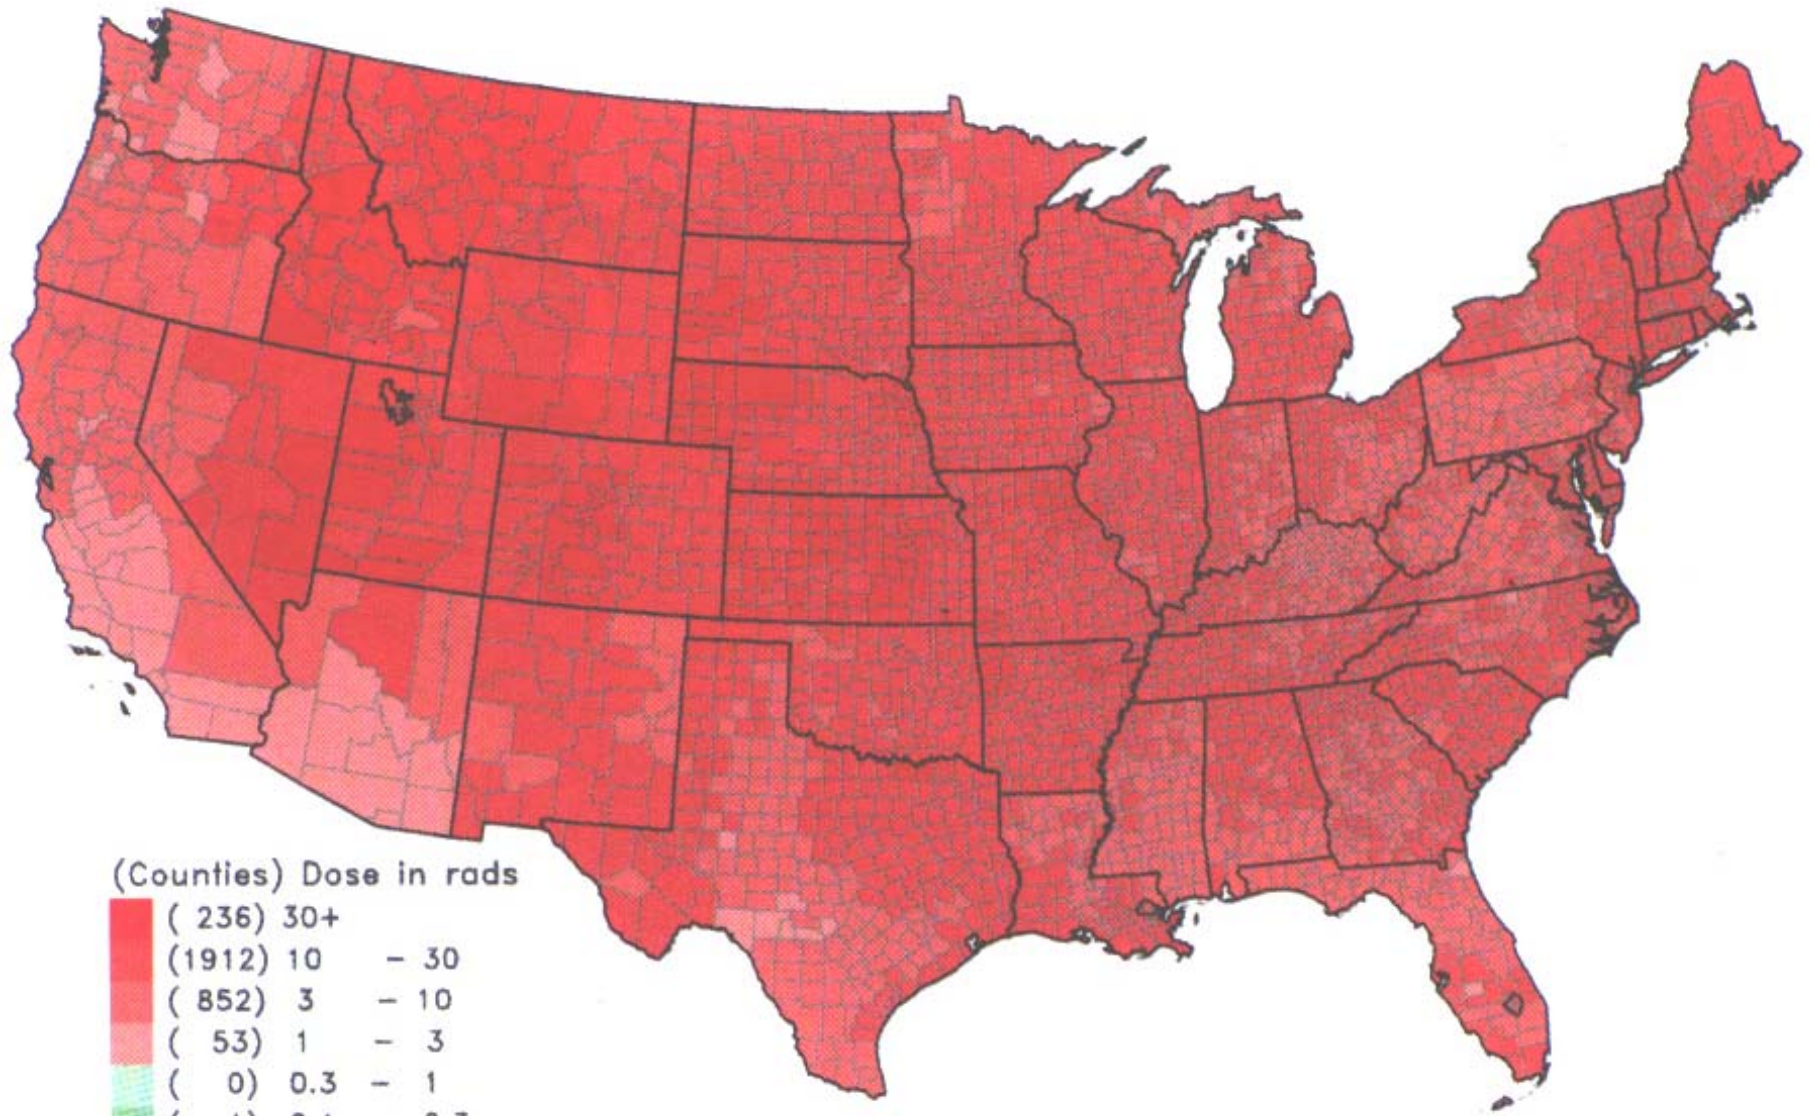 (Counties) Dose in rads
( 236) 30+
(1912) 10 - 30
( 852) 3 - 10
( 53) 1 - 3
( 0) 0.3 - 1